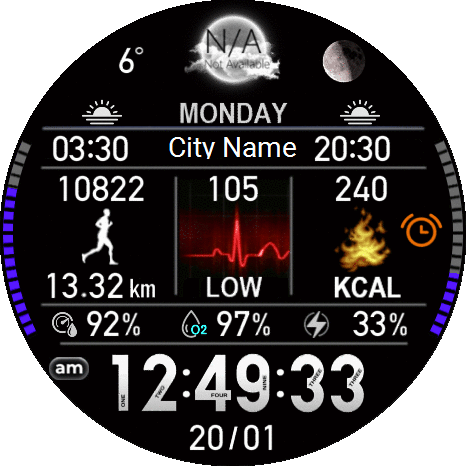 6°
N/A
Not Available
MONDAY
03:30 City Name 20:30
10822 105 240
13.32 km LOW KCAL
92% O2 97% 33%
am 12:49:33
ONE TWO FOUR NINE THREE THREE
20/01